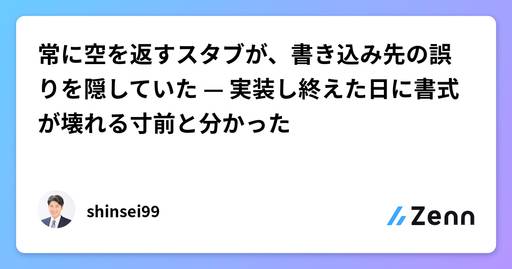 常に空を返すスタブが、書き込み先の誤
りを隠していた — 実装し終えた日に書式
が壊れる寸前と分かった
shinsei99
Zenn